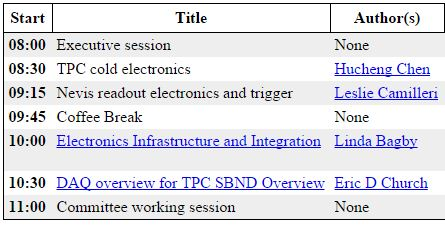 Start Title Author(s)
08:00 Executive session None
08:30 TPC cold electronics Hucheng Chen
09:15 Nevis readout electronics and trigger Leslie Camilleri
09:45 Coffee Break None
10:00 Electronics Infrastructure and Integration Linda Bagby
10:30 DAQ overview for TPC SBND Overview Eric D Church
11:00 Committee working session None